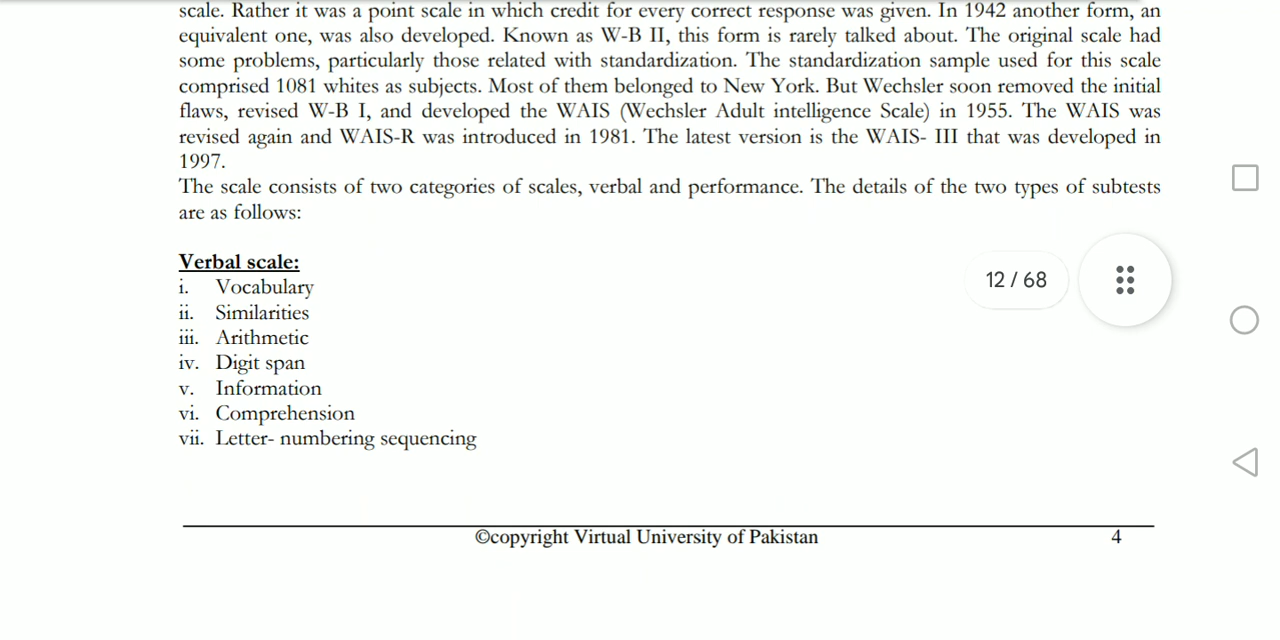 scale. Rather it was a point scale in which credit for every correct response was given. In 1942 another form, an
equivalent one, was also developed. Known as W-B II, this form is rarely talked about. The original scale had
some problems, particularly those related with standardization. The standardization sample used for this scale
comprised 1081 whites as subjects. Most of them belonged to New York. But Wechsler soon removed the initial
flaws, revised W-B I, and developed the WAIS (Wechsler Adult intelligence Scale) in 1955. The WAIS was
revised again and WAIS-R was introduced in 1981. The latest version is the WAIS- III that was developed in
1997.
The scale consists of two categories of scales, verbal and performance. The details of the two types of subtests
are as follows:
Verbal scale:
i. Vocabulary
ii. Similarities
iii. Arithmetic
iv. Digit span
v. Information
vi. Comprehension
vii. Letter- numbering sequencing
12 / 68
©copyright Virtual University of Pakistan 4